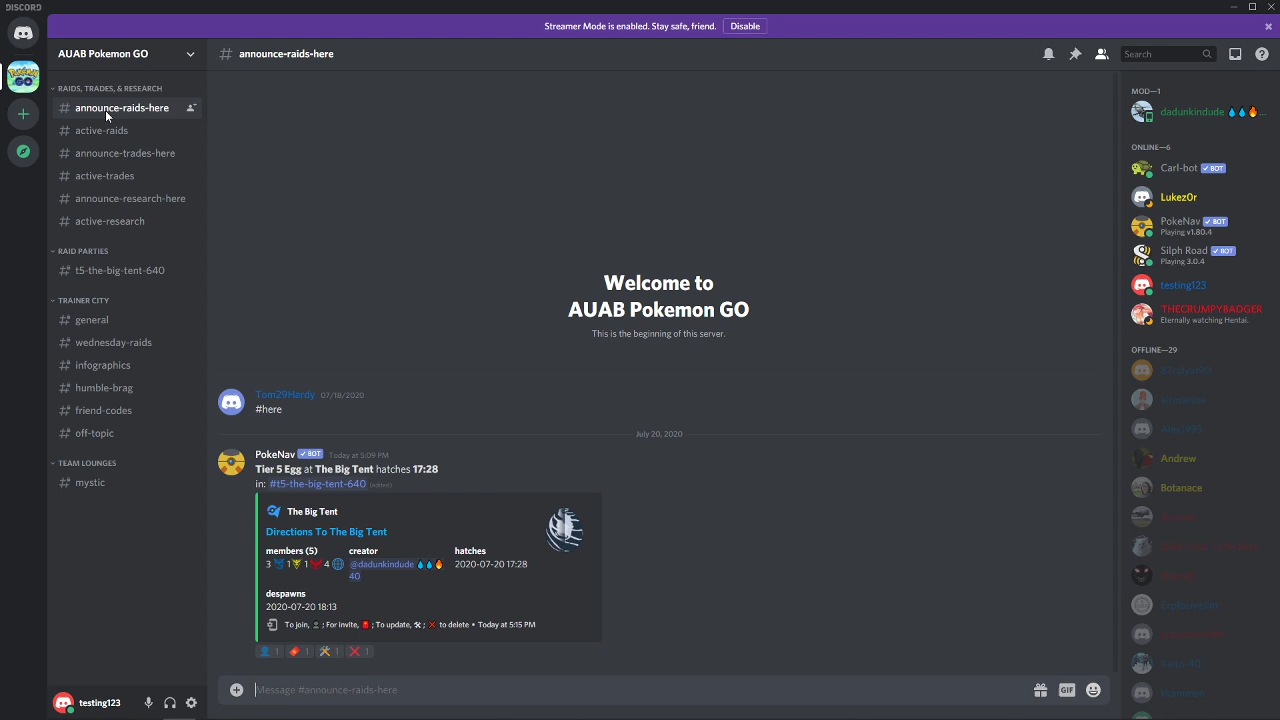 DISCORD
Streamer Mode is enabled. Stay safe, friend. Disable
AUAB Pokemon GO
RAIDS, TRADES, & RESEARCH
announce-raids-here
active-raids
announce-trades-here
active-trades
announce-research-here
active-research
RAID PARTIES
t5-the-big-tent-640
TRAINER CITY
general
wednesday-raids
infographics
humble-brag
friend-codes
off-topic
TEAM LOUNGES
mystic
testing123
# announce-raids-here
Search
Welcome to
AUAB Pokemon GO
This is the beginning of this server.
Tom29Hardy 07/18/2020
#here
July 20, 2020
PokeNav BOT Today at 5:09 PM
Tier 5 Egg at The Big Tent hatches 17:28
in: #t5-the-big-tent-640 (edited)
The Big Tent
Directions To The Big Tent
members (5) creator hatches
3 1 1 4 @dadunkindude 2020-07-20 17:28
40
despawns
2020-07-20 18:13
To join, ; For invite, ; To update, ; to delete • Today at 5:15 PM
1 1 1 1
Message #announce-raids-here
GIF
MOD—1
dadunkindude ...
ONLINE—6
Carl-bot BOT
Lukez0r
PokeNav BOT
Playing v1.80.4
Silph Road BOT
Playing 3.0.4
testing123
THECRUMPYBADGER
Eternally watching Hentai.
OFFLINE—29
Andrew
Botanace